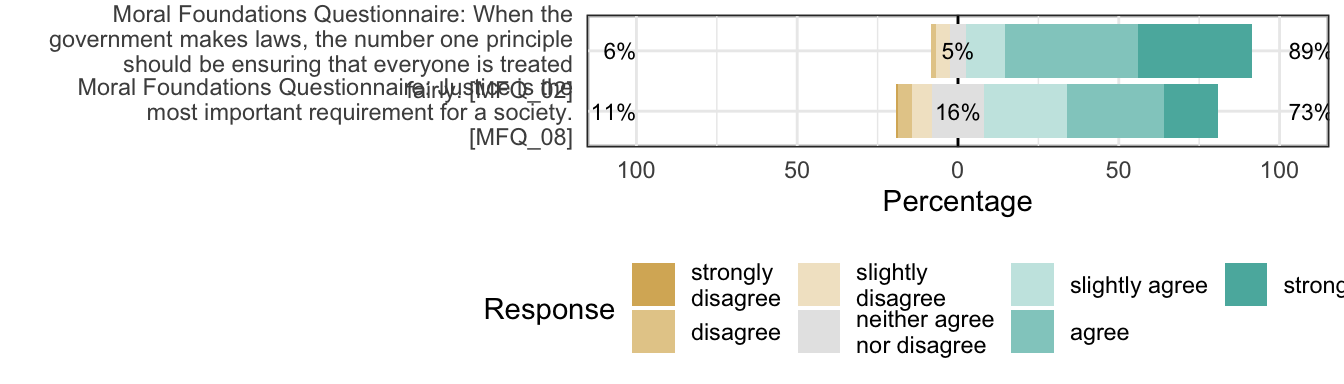 Moral Foundations Questionnaire: When the
government makes laws, the number one principle
should be ensuring that everyone is treated
fairly. [MFQ_02]
Moral Foundations Questionnaire: Justice is the
most important requirement for a society.
[MFQ_08]
6% 5% 89%
11% 16% 73%
100 50 0 50 100
Percentage
Response
strongly
disagree
disagree
slightly
disagree
neither agree
nor disagree
slightly agree
agree
strong